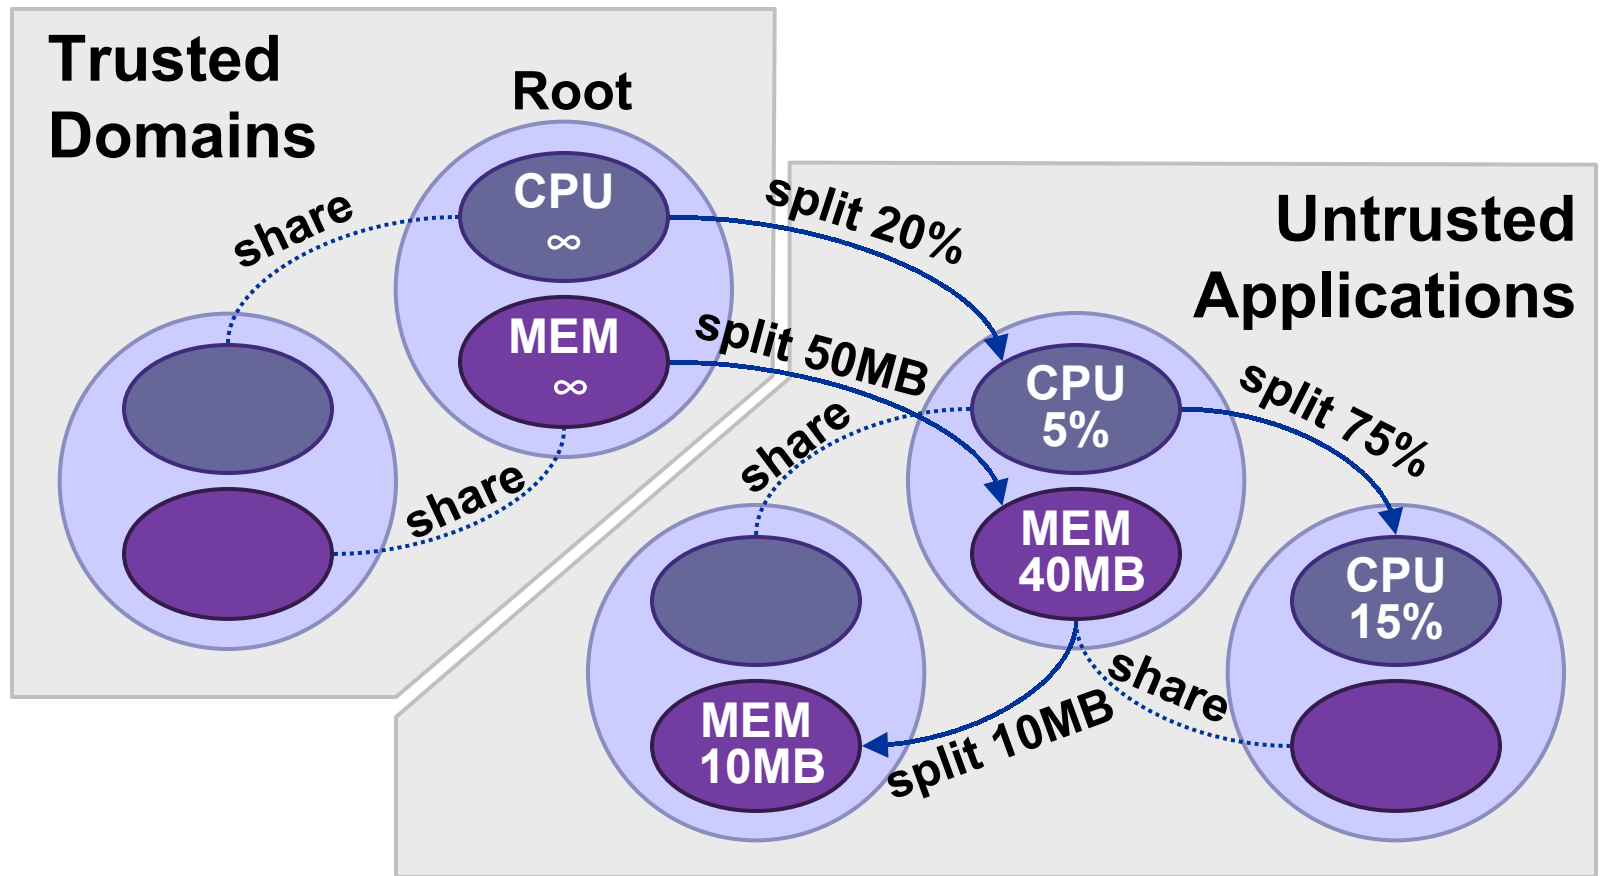 Trusted
Domains
Root
CPU
∞
MEM
∞
share
share
split 20%
split 50MB
Untrusted
Applications
CPU
5%
MEM
40MB
share
split 75%
MEM
10MB
split 10MB
share
CPU
15%